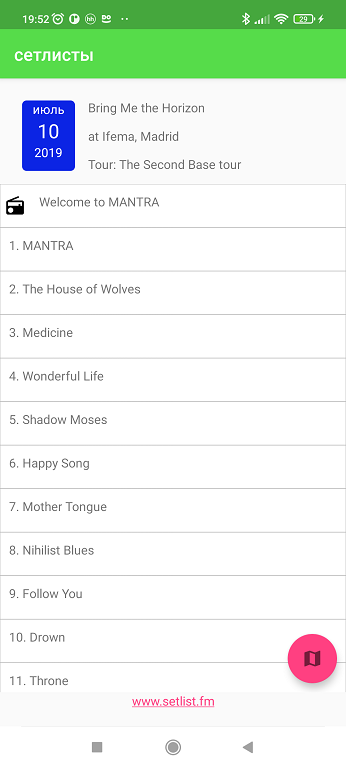 19:52
29
сетлисты
июль
10
2019
Bring Me the Horizon
at Ifema, Madrid
Tour: The Second Base tour
Welcome to MANTRA
1. MANTRA
2. The House of Wolves
3. Medicine
4. Wonderful Life
5. Shadow Moses
6. Happy Song
7. Mother Tongue
8. Nihilist Blues
9. Follow You
10. Drown
11. Throne
www.setlist.fm